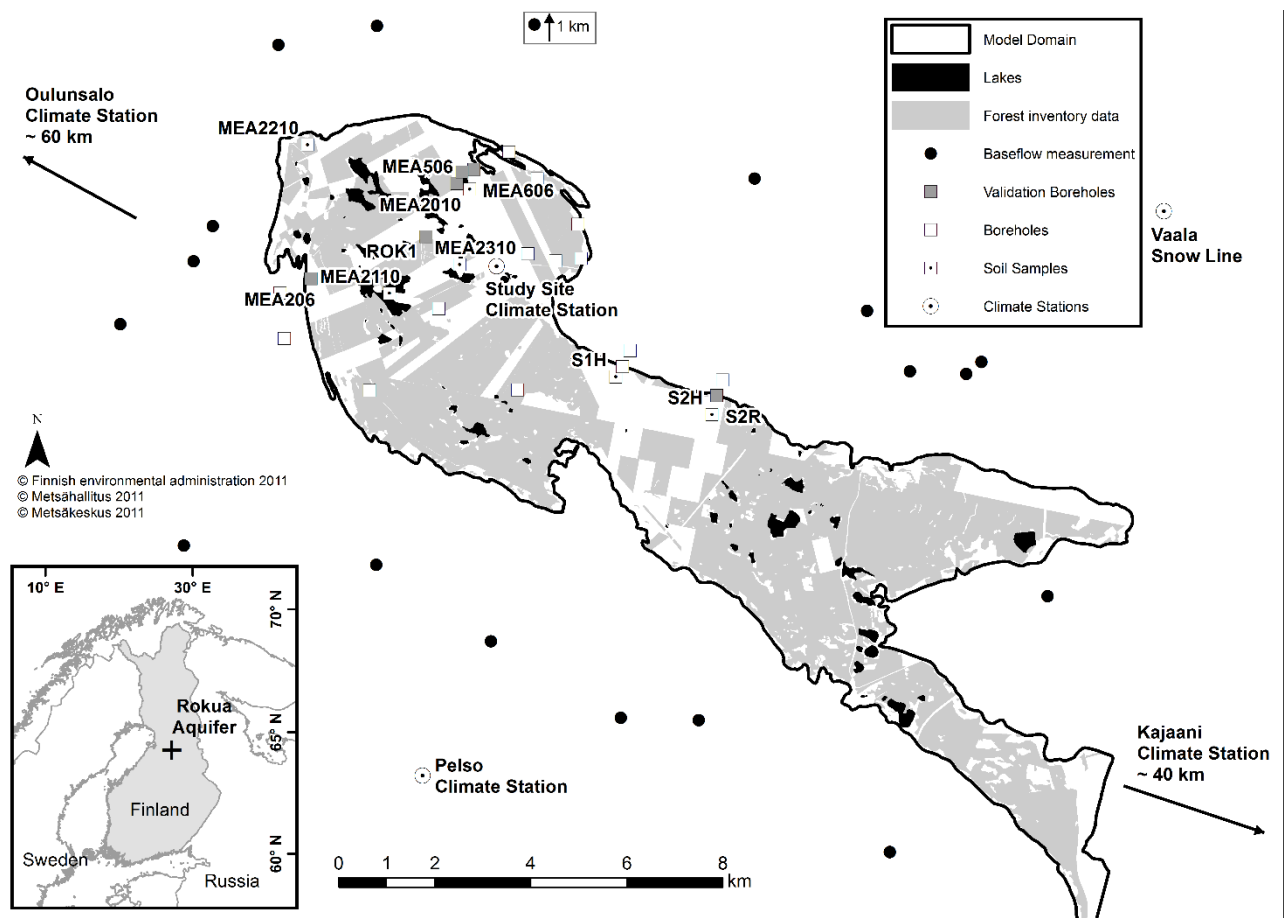 1 km
Model Domain
Lakes
Forest inventory data
Baseflow measurement
Validation Boreholes
Boreholes
Soil Samples
Climate Stations
Oulunsalo
Climate Station
~ 60 km
MEA2210
MEA506
MEA606
MEA2010
ROK1
MEA2310
MEA2110
MEA206
Study Site
Climate Station
Vaala
Snow Line
S1H
S2H
S2R
N
© Finnish environmental administration 2011
© Metsähallitus 2011
© Metsäkeskus 2011
10° E
30° E
70° N
65° N
60° N
Rokua
Aquifer
Finland
Sweden
Russia
Pelso
Climate Station
Kajaani
Climate Station
~ 40 km
0 1 2 4 6 8
km